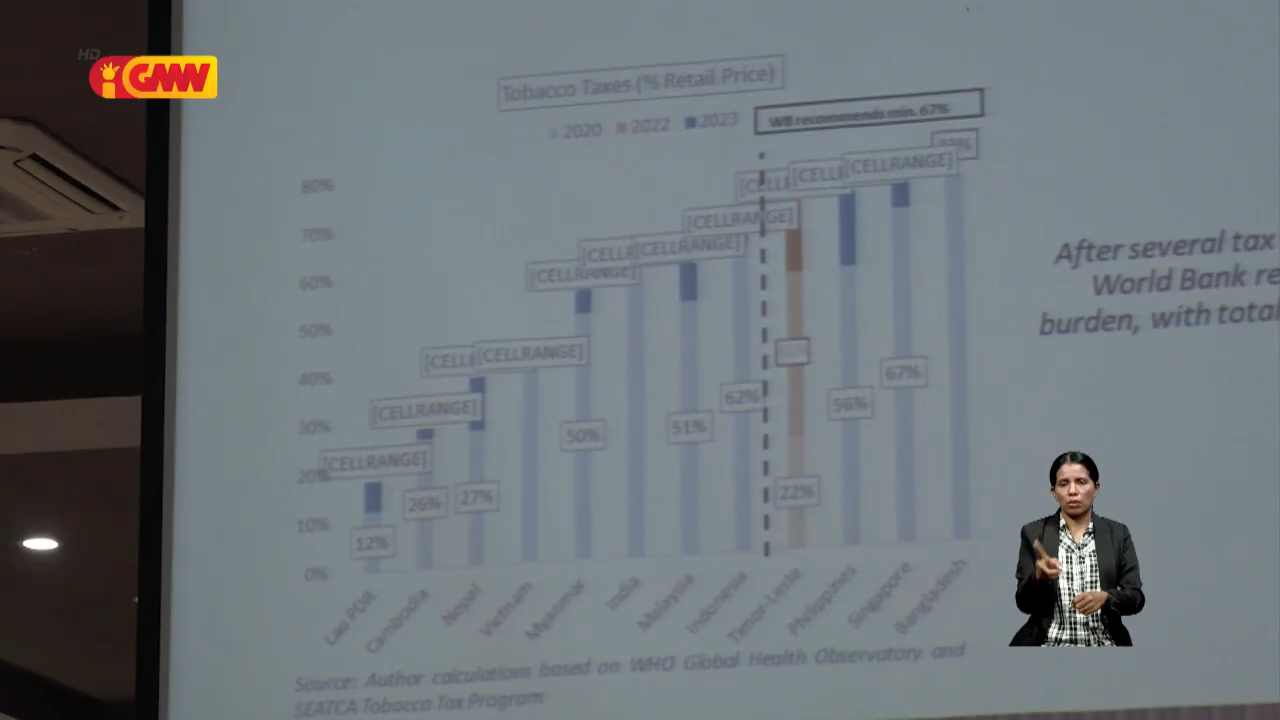 HD
GMN
Tobacco Taxes (% Retail Price)
2020 2022 2023
WB recommends min. 67%
80%
70%
60%
50%
40%
30%
20%
10%
0%
[CELLRANGE]
[CELLRANGE]
[CELLRANGE]
[CELLRANGE]
[CELLRANGE]
[CELLRANGE]
[CELLRANGE]
12%
26%
27%
50%
51%
62%
22%
56%
67%
Lao PDR
Cambodia
Nepal
Vietnam
Myanmar
India
Malaysia
Indonesia
Timor-Leste
Philippines
Singapore
Bangladesh
After several tax
World Bank re
burden, with total
Source: Author calculations based on WHO Global Health Observatory and
SEATCA Tobacco Tax Program